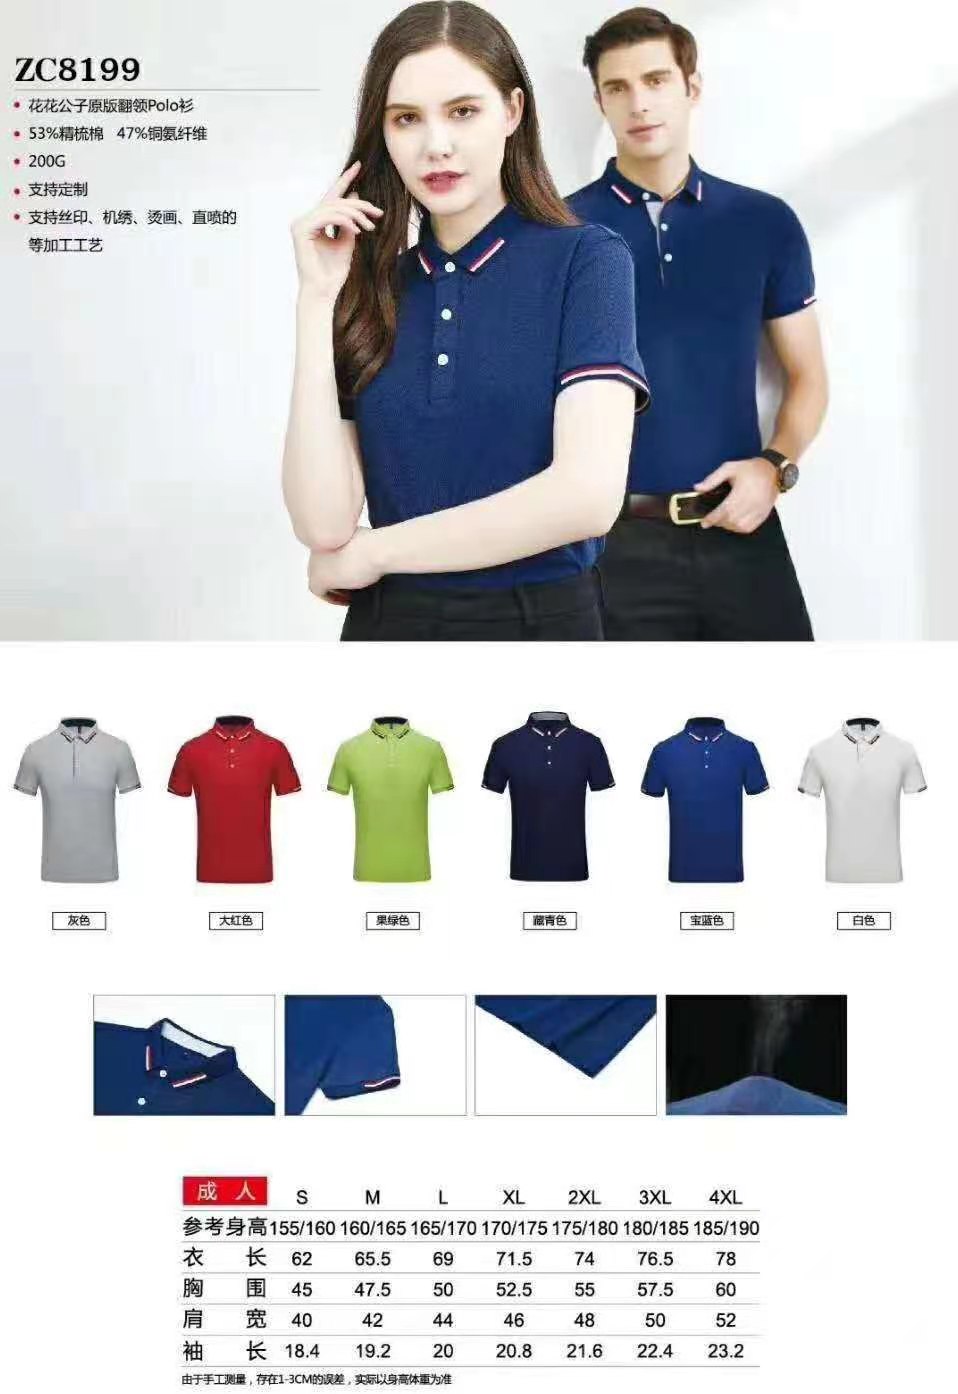 ZC8199
• 花花公子原版翻领Polo衫
• 53%精梳棉 47%铜氨纤维
• 200G
• 支持定制
• 支持丝印、机绣、烫画、直喷的
等加工工艺
灰色 大红色 果绿色 藏青色 宝蓝色 白色
成人 S M L XL 2XL 3XL 4XL
参考身高 155/160 160/165 165/170 170/175 175/180 180/185 185/190
衣长 62 65.5 69 71.5 74 76.5 78
胸围 45 47.5 50 52.5 55 57.5 60
肩宽 40 42 44 46 48 50 52
袖长 18.4 19.2 20 20.8 21.6 22.4 23.2
由于手工测量，存在1-3CM的误差，实际以身高体重为准